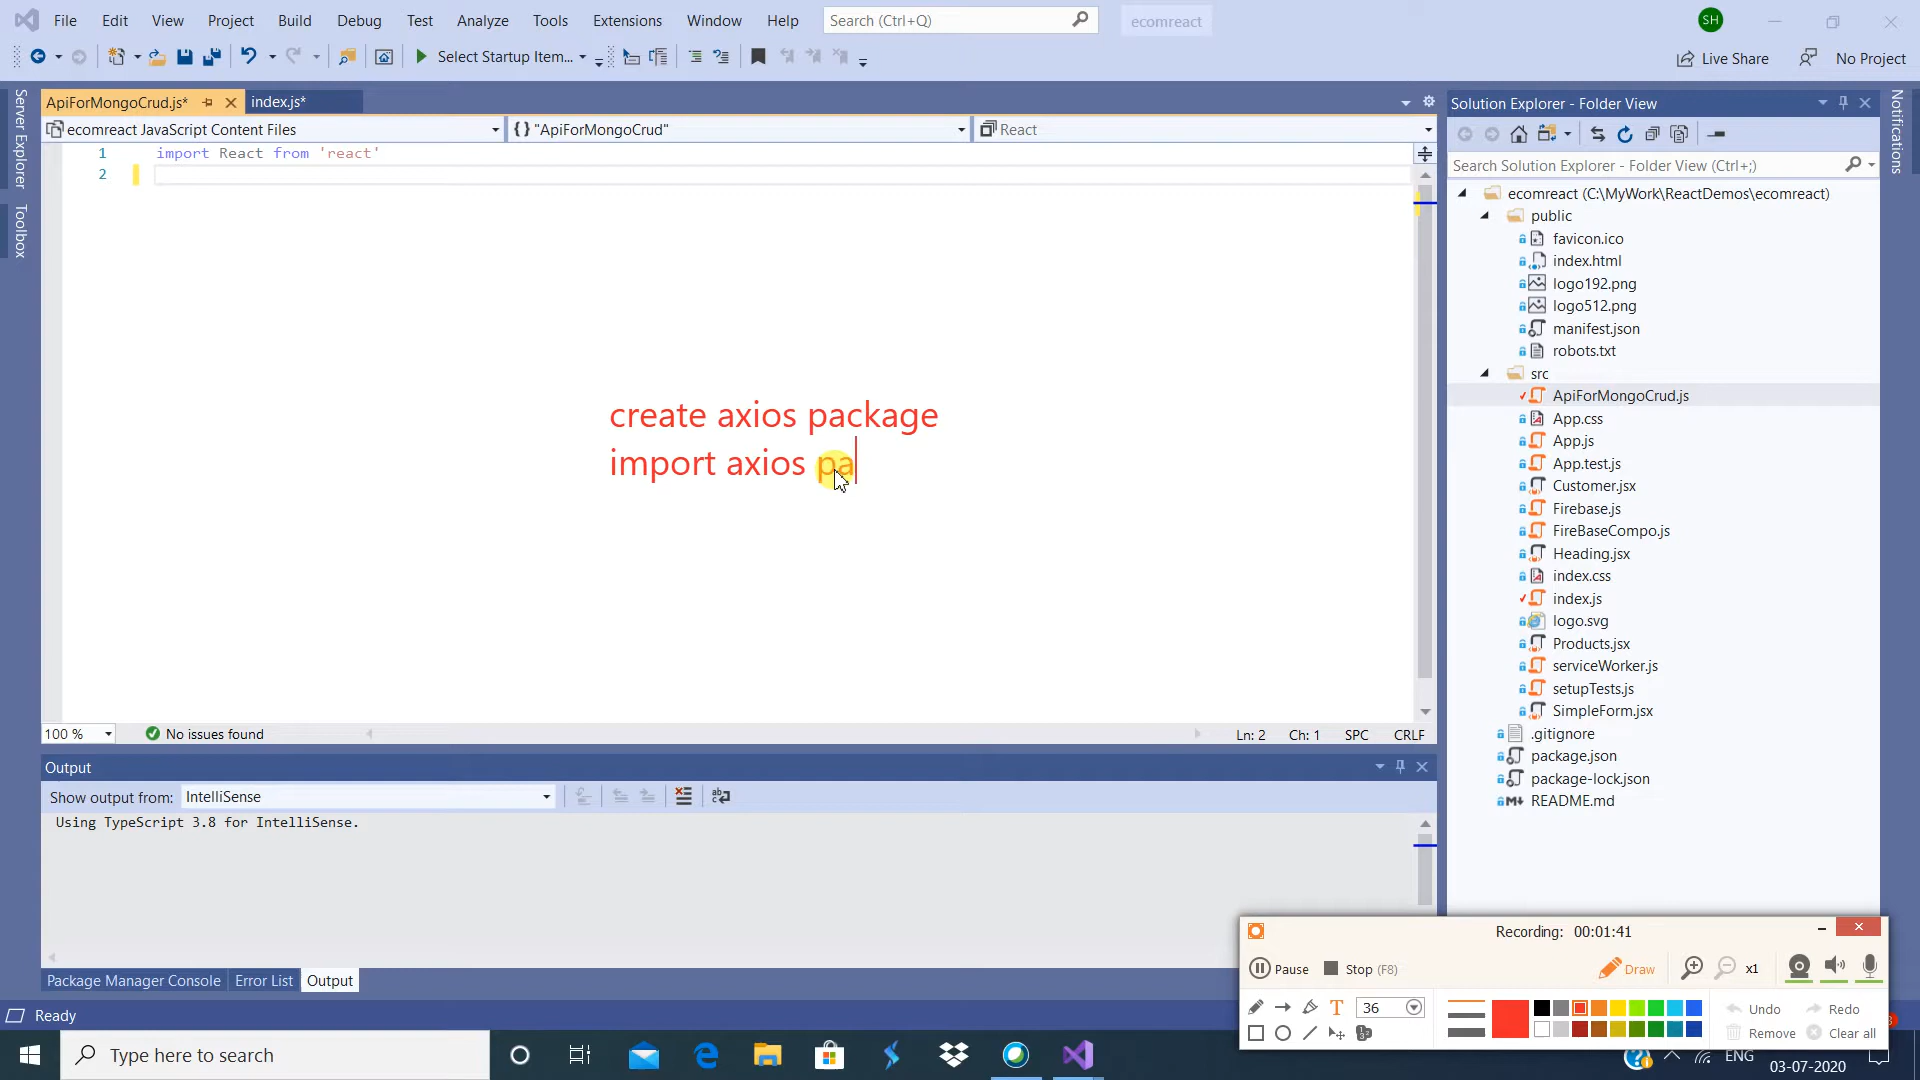 File Edit View Project Build Debug Test Analyze Tools Extensions Window Help Search (Ctrl+Q) ecomreact SH
Select Startup Item... Live Share No Project
Server Explorer
Toolbox
Notifications
ApiForMongoCrud.js* index.js*
ecomreact JavaScript Content Files "ApiForMongoCrud" React
1 import React from 'react'
2
create axios package
import axios pa
100 % No issues found Ln: 2 Ch: 1 SPC CRLF
Output
Show output from: IntelliSense
Using TypeScript 3.8 for IntelliSense.
Package Manager Console Error List Output
Solution Explorer - Folder View
Search Solution Explorer - Folder View (Ctrl+;)
ecomreact (C:\MyWork\ReactDemos\ecomreact)
public
favicon.ico
index.html
logo192.png
logo512.png
manifest.json
robots.txt
src
ApiForMongoCrud.js
App.css
App.js
App.test.js
Customer.jsx
Firebase.js
FireBaseCompo.js
Heading.jsx
index.css
index.js
logo.svg
Products.jsx
serviceWorker.js
setupTests.js
SimpleForm.jsx
.gitignore
package.json
package-lock.json
README.md
Recording: 00:01:41
Pause Stop (F8) Draw x1
T 36 Undo Redo
Remove Clear all
Ready
Type here to search
ENG
03-07-2020